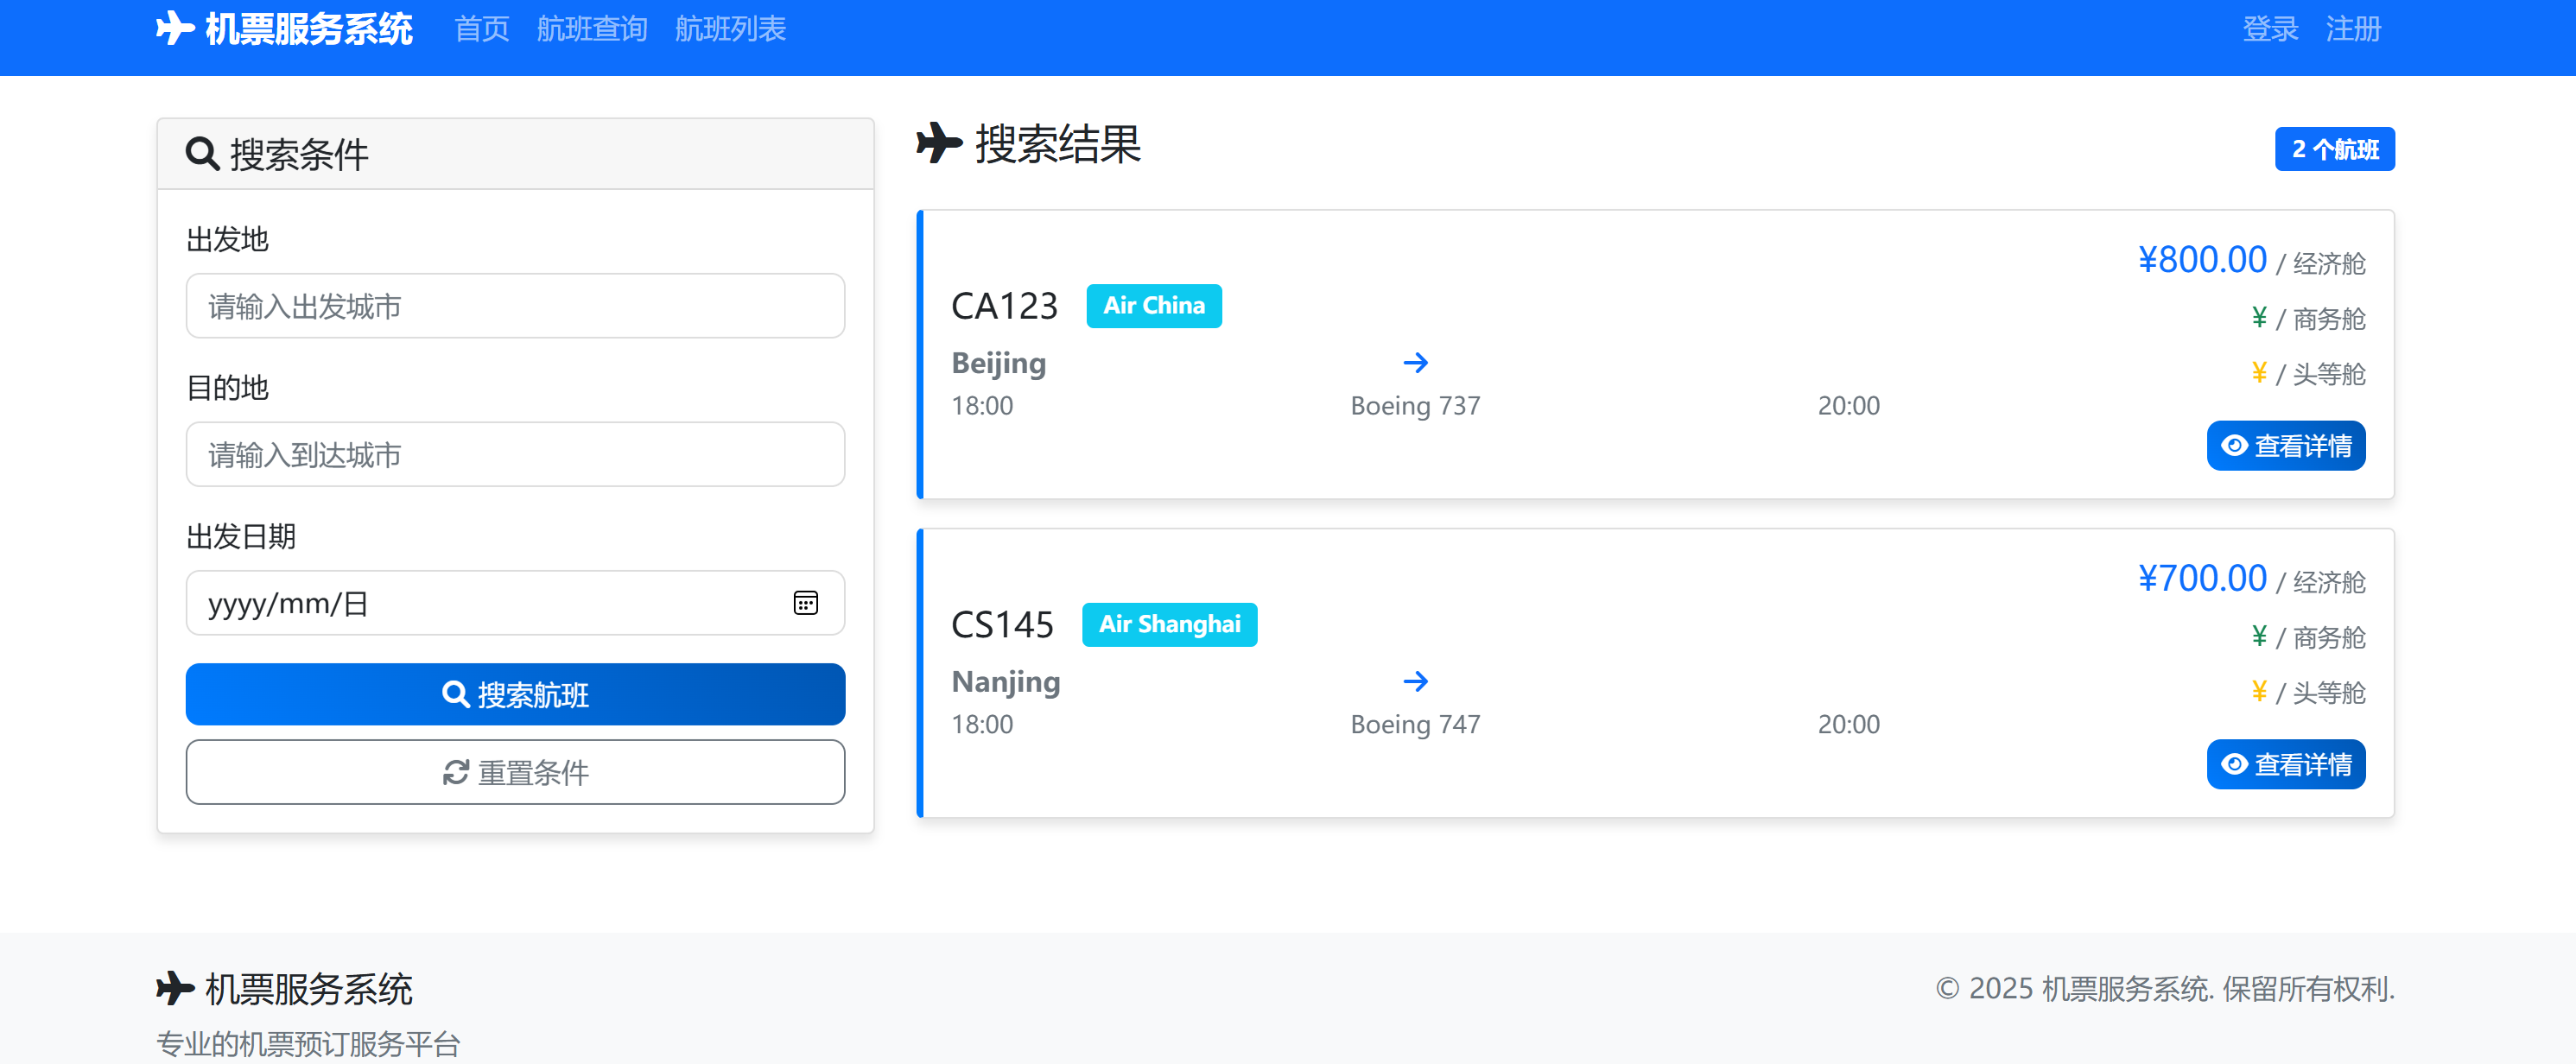 机票服务系统 首页 航班查询 航班列表 登录 注册
搜索条件
出发地
请输入出发城市
目的地
请输入到达城市
出发日期
yyyy/mm/日
搜索航班
重置条件
搜索结果
2 个航班
CA123 Air China
Beijing
18:00 Boeing 737 20:00
¥800.00 / 经济舱
¥ / 商务舱
¥ / 头等舱
查看详情
CS145 Air Shanghai
Nanjing
18:00 Boeing 747 20:00
¥700.00 / 经济舱
¥ / 商务舱
¥ / 头等舱
查看详情
机票服务系统
专业的机票预订服务平台
© 2025 机票服务系统. 保留所有权利.